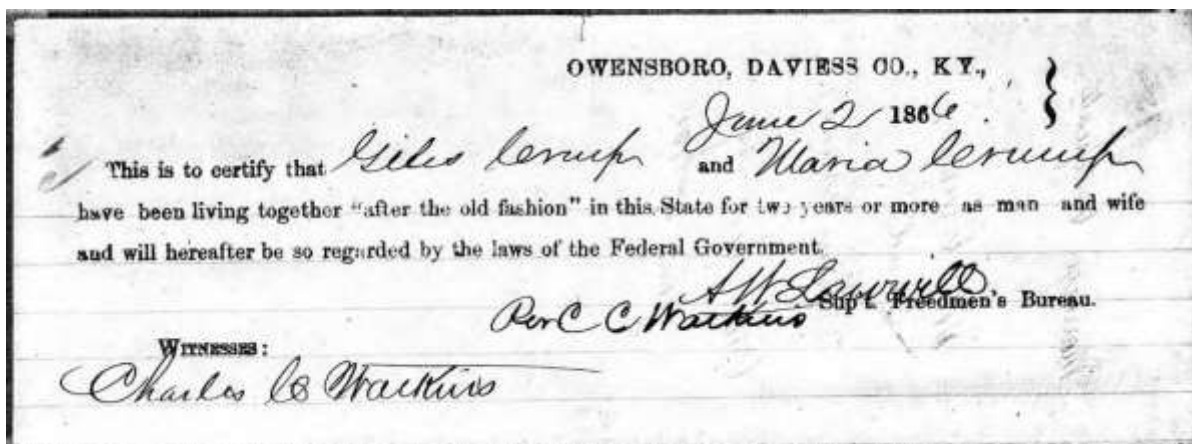 OWENSBORO, DAVIESS CO., KY.,
June 2 1866.
This is to certify that Giles Crump and Maria Crump
have been living together "after the old fashion" in this State for two years or more as man and wife
and will hereafter be so regarded by the laws of the Federal Government.
A W
Sup't. Freedmen's Bureau.
Rev C C Watkins
WITNESSES:
Charles C Watkins